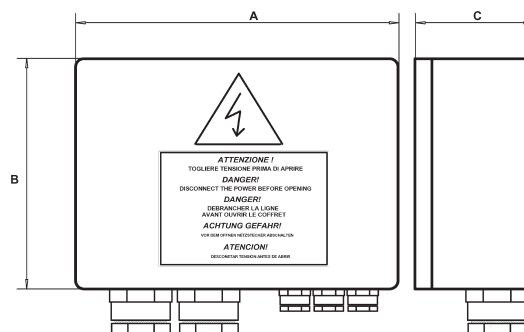 A
C
B
ATTENZIONE !
TOGLIERE TENSIONE PRIMA DI APRIRE
DANGER!
DISCONNECT THE POWER BEFORE OPENING
DANGER!
DEBRANCHER LA LIGNE
AVANT OUVRIR LE COFFRET
ACHTUNG GEFAHR!
VOR DEM OFFNEN NETZSTECKER ABSCHALTEN
ATENCION!
DESCONECTAR TENSION ANTES DE ABRIR